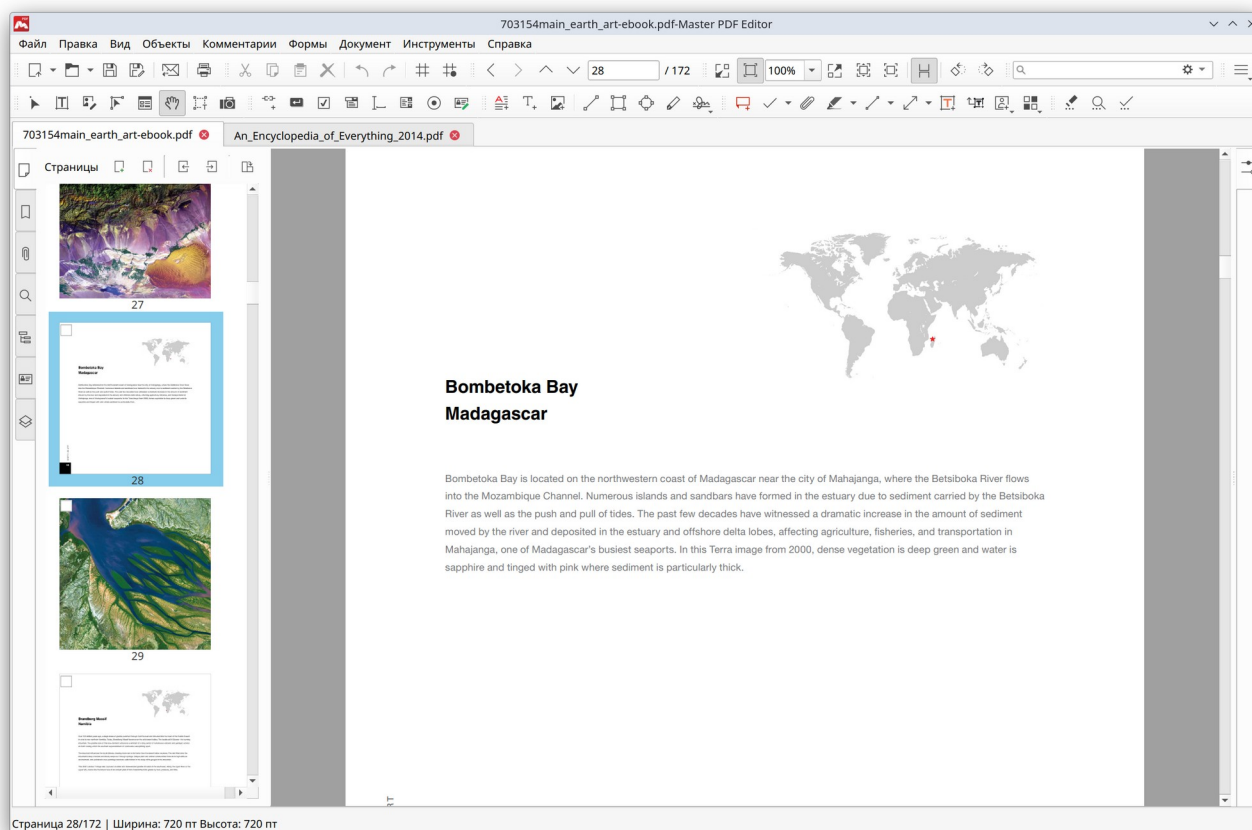 703154main_earth_art-ebook.pdf-Master PDF Editor
Файл Правка Вид Объекты Комментарии Формы Документ Инструменты Справка
28 / 172 100%
703154main_earth_art-ebook.pdf An_Encyclopedia_of_Everything_2014.pdf
Страницы
27
Bombetoka Bay
Madagascar
28
29
Brandberg Massif
Namibia
Bombetoka Bay
Madagascar
Bombetoka Bay is located on the northwestern coast of Madagascar near the city of Mahajanga, where the Betsiboka River flows
into the Mozambique Channel. Numerous islands and sandbars have formed in the estuary due to sediment carried by the Betsiboka
River as well as the push and pull of tides. The past few decades have witnessed a dramatic increase in the amount of sediment
moved by the river and deposited in the estuary and offshore delta lobes, affecting agriculture, fisheries, and transportation in
Mahajanga, one of Madagascar's busiest seaports. In this Terra image from 2000, dense vegetation is deep green and water is
sapphire and tinged with pink where sediment is particularly thick.
Страница 28/172 | Ширина: 720 пт Высота: 720 пт